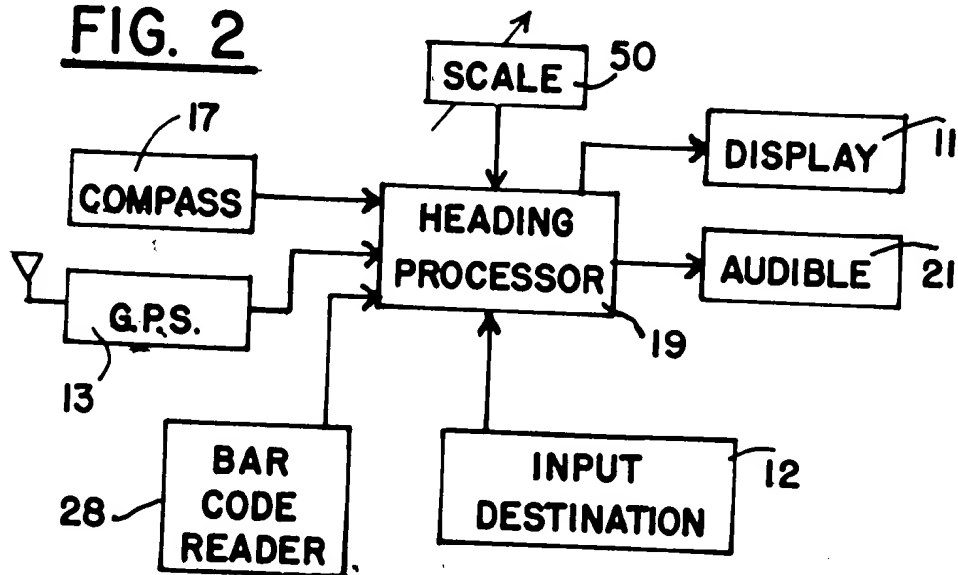 FIG. 2
SCALE
50
17
COMPASS
DISPLAY
11
HEADING
PROCESSOR
19
AUDIBLE
21
G.P.S.
13
BAR
CODE
READER
28
INPUT
DESTINATION
12